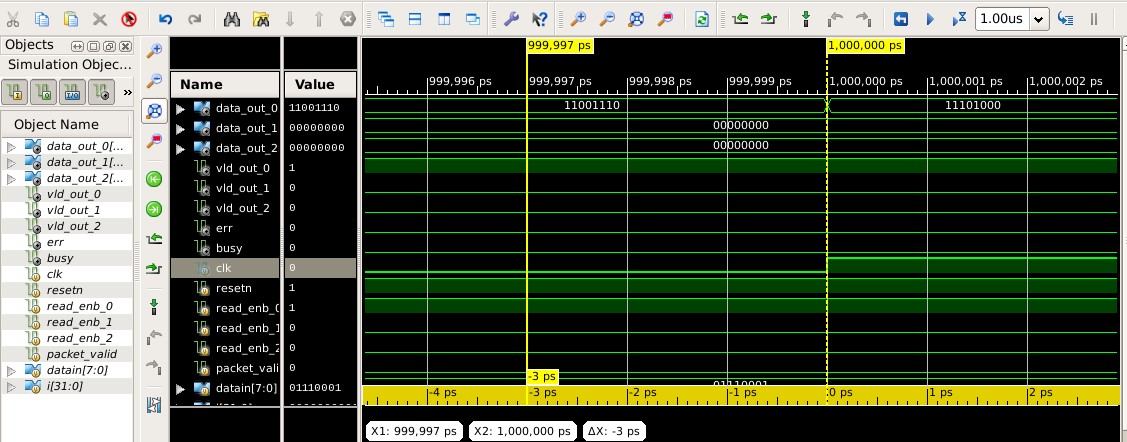 1.00us
Objects
Simulation Objec...
»
Object Name
data_out_0[...
data_out_1[...
data_out_2[...
vld_out_0
vld_out_1
vld_out_2
err
busy
clk
resetn
read_enb_0
read_enb_1
read_enb_2
packet_valid
datain[7:0]
i[31:0]
Name Value
data_out_0 11001110
data_out_1 00000000
data_out_2 00000000
vld_out_0 1
vld_out_1 0
vld_out_2 0
err 0
busy 0
clk 0
resetn 1
read_enb_0 1
read_enb_1 0
read_enb_2 0
packet_vali 0
datain[7:0] 01110001
999,997 ps 1,000,000 ps
999,996 ps 999,997 ps 999,998 ps 999,999 ps 1,000,000 ps 1,000,001 ps 1,000,002 ps
11001110 11101000
00000000
00000000
01110001
-3 ps
-4 ps -3 ps -2 ps -1 ps 0 ps 1 ps 2 ps
X1: 999,997 ps X2: 1,000,000 ps ΔX: -3 ps